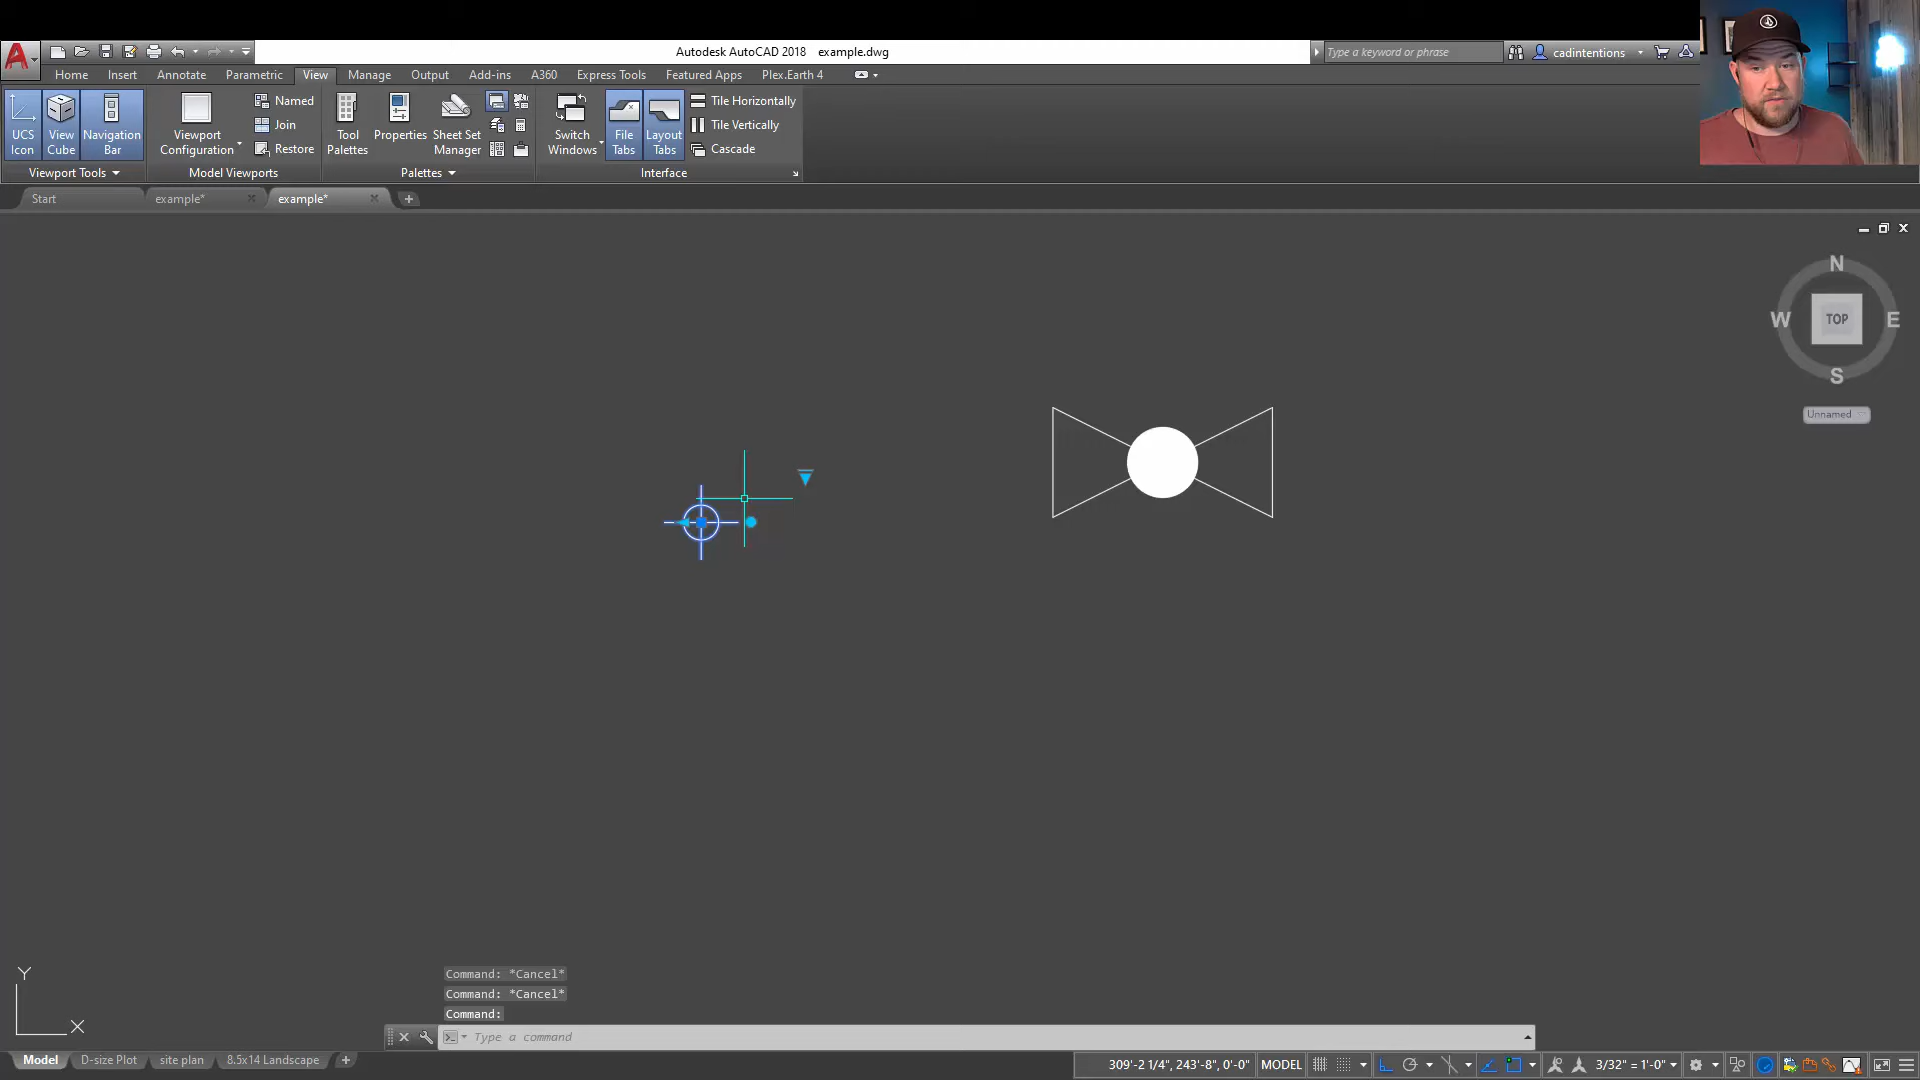 Autodesk AutoCAD 2018 example.dwg
Type a keyword or phrase
cadintentions
Home Insert Annotate Parametric View Manage Output Add-ins A360 Express Tools Featured Apps Plex.Earth 4
UCS Icon
View Cube
Navigation Bar
Viewport Configuration
Named
Join
Restore
Tool Palettes
Properties
Sheet Set Manager
Switch Windows
File Tabs
Layout Tabs
Tile Horizontally
Tile Vertically
Cascade
Viewport Tools Model Viewports Palettes Interface
Start example* example*
N
W TOP E
S
Unnamed
Y
X
Command: *Cancel*
Command: *Cancel*
Command:
Type a command
Model D-size Plot site plan 8.5x14 Landscape
309'-2 1/4", 243'-8", 0'-0" MODEL 3/32" = 1'-0"